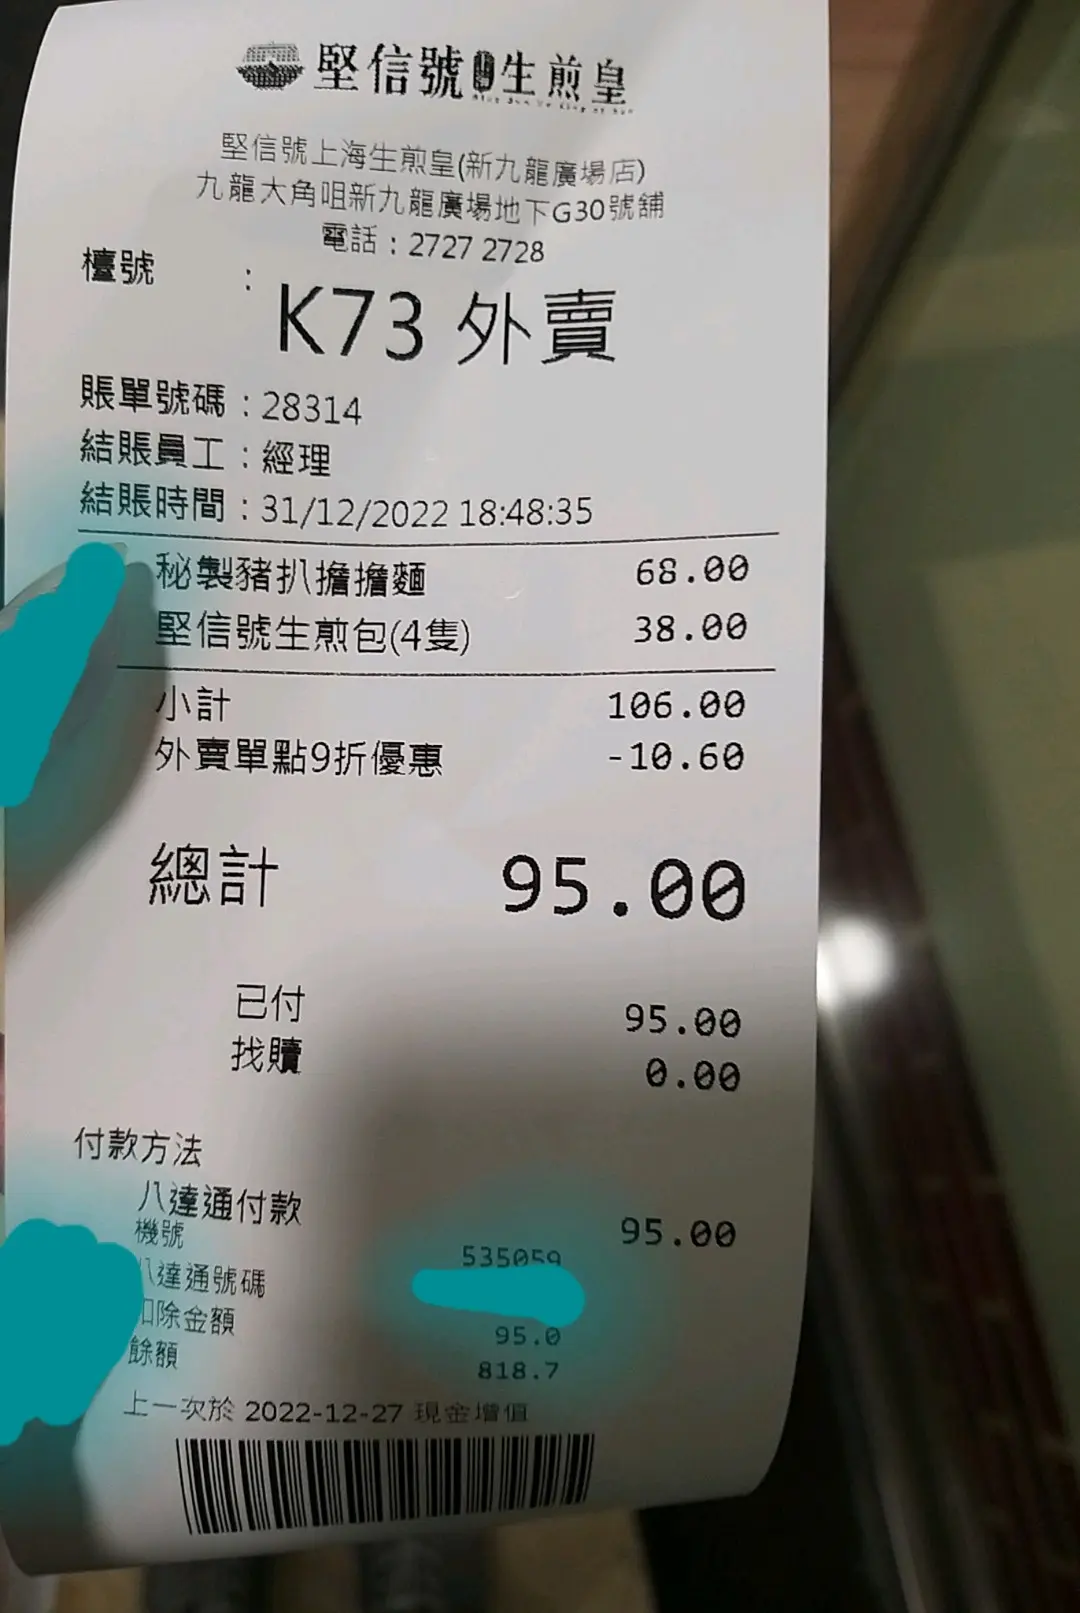 堅信號上海生煎皇
堅信號上海生煎皇(新九龍廣場店)
九龍大角咀新九龍廣場地下G30號舖
電話：2727 2728
檯號 :
K73 外賣
賬單號碼 : 28314
結賬員工 : 經理
結賬時間 : 31/12/2022 18:48:35
秘製豬扒擔擔麵 68.00
堅信號生煎包(4隻) 38.00
小計 106.00
外賣單點9折優惠 -10.60
總計 95.00
已付 95.00
找贖 0.00
付款方法
八達通付款 95.00
機號 535059
八達通號碼
扣除金額 95.0
餘額 818.7
上一次於 2022-12-27 現金增值